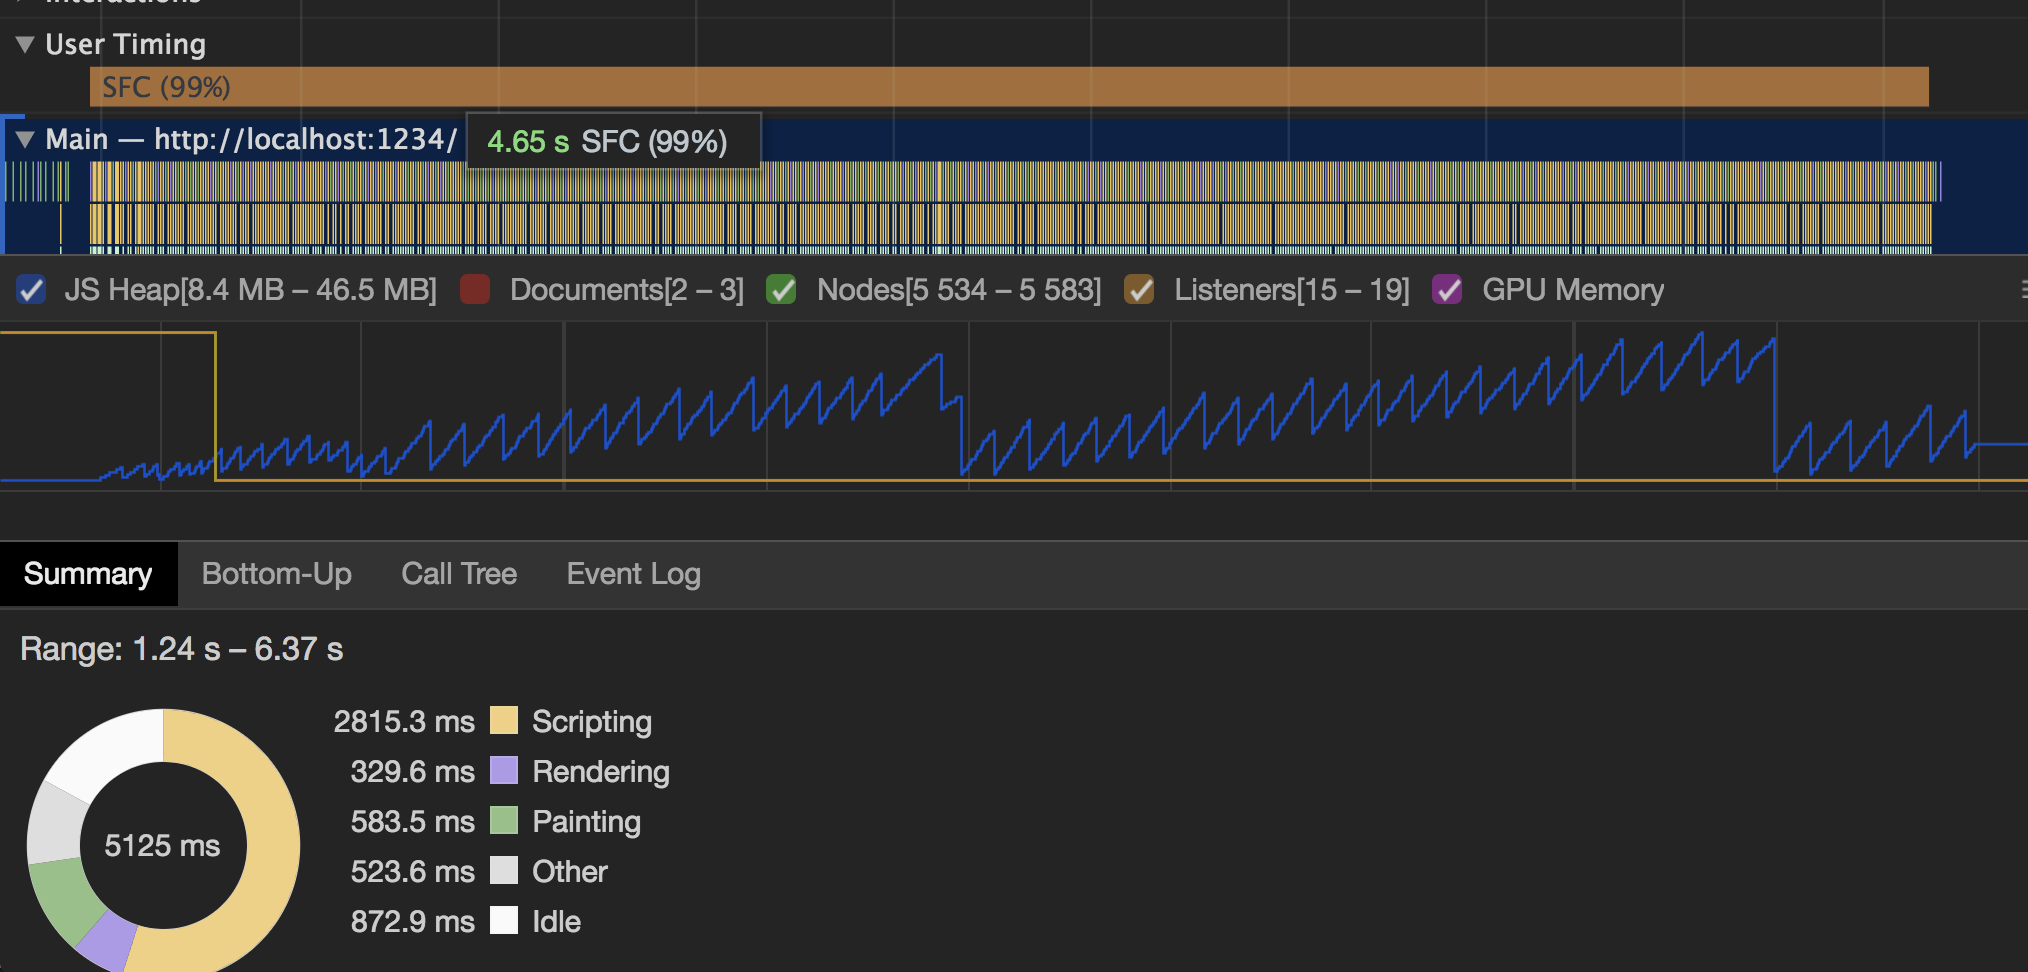 Interactions
User Timing
SFC (99%)
Main — http://localhost:1234/
4.65 s SFC (99%)
JS Heap[8.4 MB – 46.5 MB] Documents[2 – 3] Nodes[5 534 – 5 583] Listeners[15 – 19] GPU Memory
Summary Bottom-Up Call Tree Event Log
Range: 1.24 s – 6.37 s
5125 ms
2815.3 ms Scripting
329.6 ms Rendering
583.5 ms Painting
523.6 ms Other
872.9 ms Idle